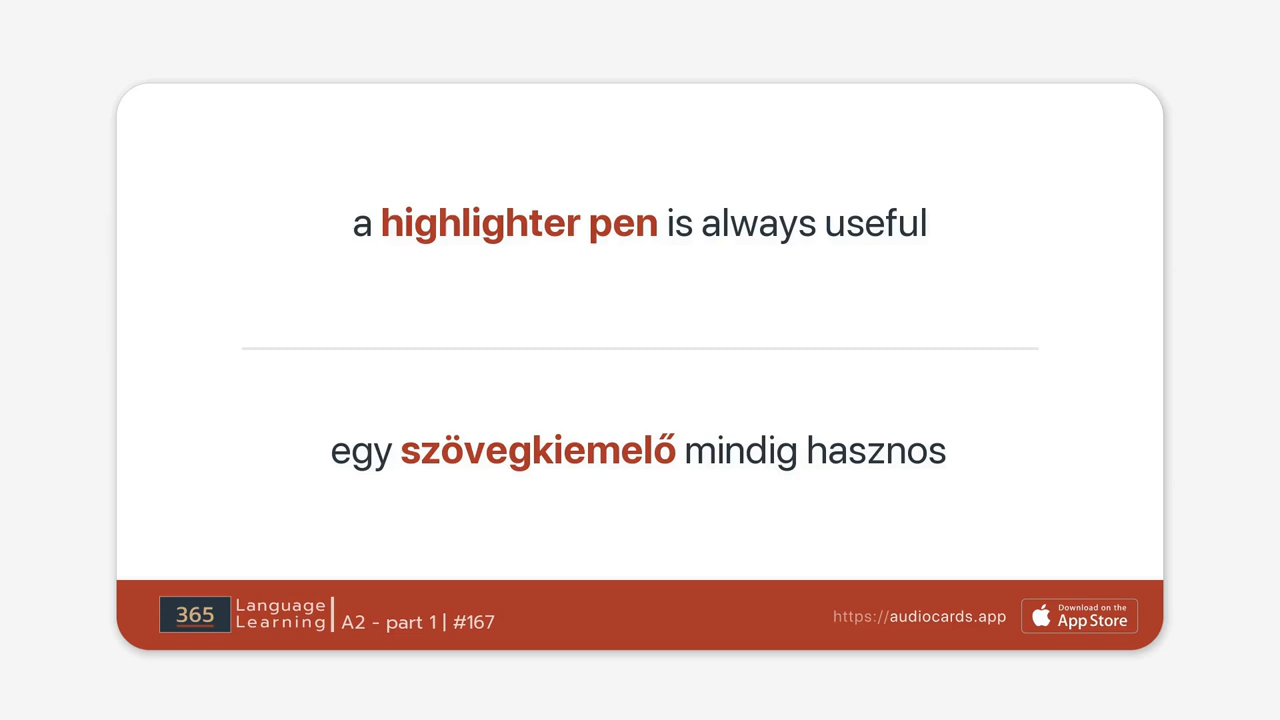 a highlighter pen is always useful
egy szövegkiemelő mindig hasznos
365 Language Learning
A2 - part 1 | #167
https://audiocards.app
Download on the App Store